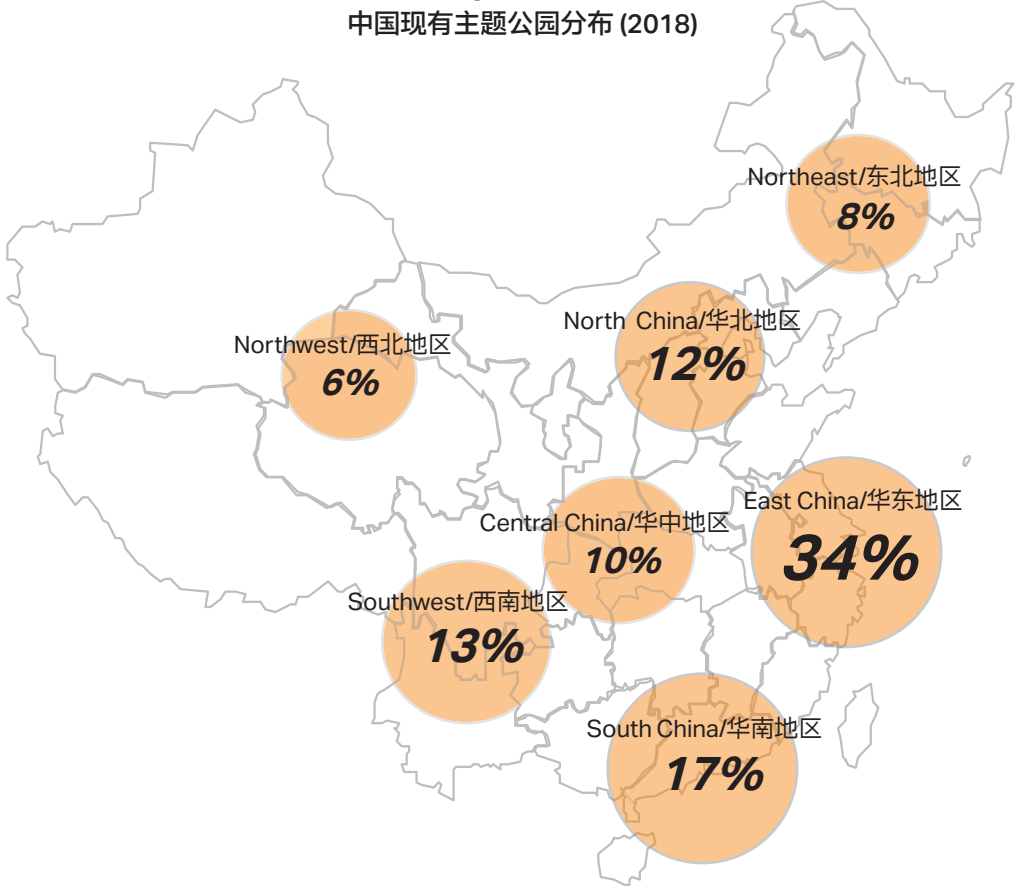 中国现有主题公园分布 (2018)
Northeast/东北地区
8%
North China/华北地区
12%
Northwest/西北地区
6%
East China/华东地区
34%
Central China/华中地区
10%
Southwest/西南地区
13%
South China/华南地区
17%